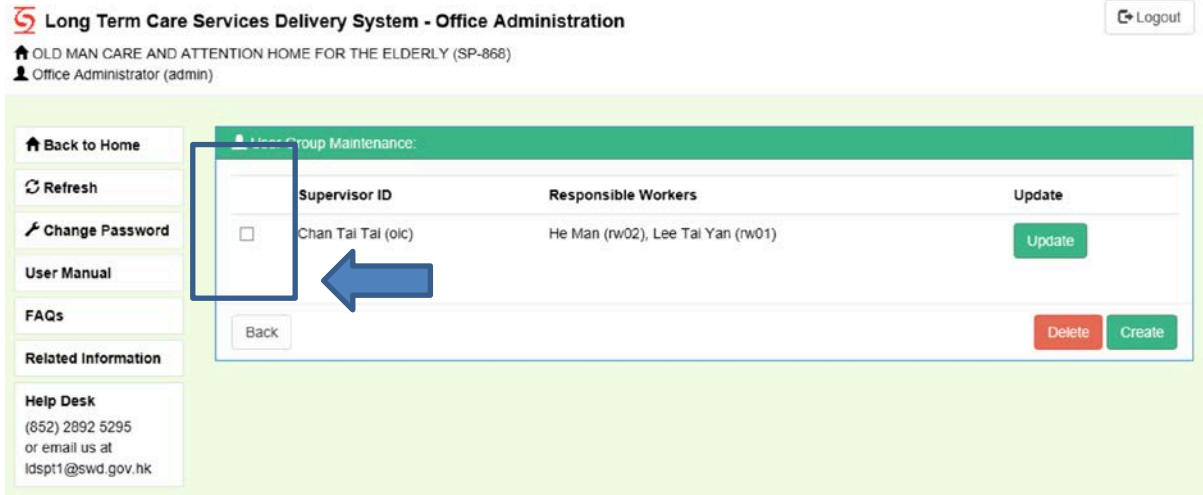 Long Term Care Services Delivery System - Office Administration
Logout
OLD MAN CARE AND ATTENTION HOME FOR THE ELDERLY (SP-868)
Office Administrator (admin)
Back to Home
Refresh
Change Password
User Manual
FAQs
Related Information
Help Desk
(852) 2892 5295
or email us at
ldspt1@swd.gov.hk
User Group Maintenance:
Supervisor ID Responsible Workers Update
Chan Tai Tai (oic) He Man (rw02), Lee Tai Yan (rw01) Update
Back Delete Create